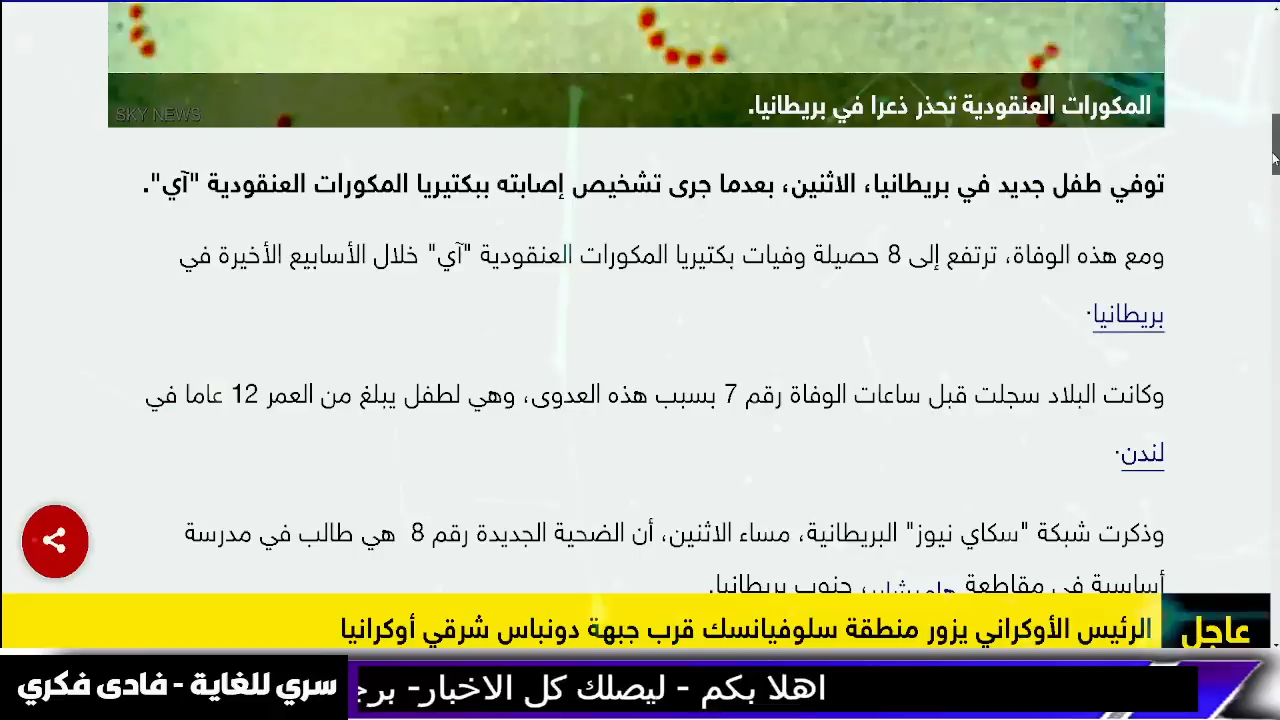 المكورات العنقودية تحذر ذعرا في بريطانيا.
SKY NEWS
توفي طفل جديد في بريطانيا، الاثنين، بعدما جرى تشخيص إصابته ببكتيريا المكورات العنقودية "آي".
ومع هذه الوفاة، ترتفع إلى 8 حصيلة وفيات بكتيريا المكورات العنقودية "آي" خلال الأسابيع الأخيرة في
بريطانيا.
وكانت البلاد سجلت قبل ساعات الوفاة رقم 7 بسبب هذه العدوى، وهي لطفل يبلغ من العمر 12 عاما في
لندن.
وذكرت شبكة "سكاي نيوز" البريطانية، مساء الاثنين، أن الضحية الجديدة رقم 8 هي طالب في مدرسة
أساسية في مقاطعة هامبشاير، جنوب بريطانيا.
عاجل
الرئيس الأوكراني يزور منطقة سلوفيانسك قرب جبهة دونباس شرقي أوكرانيا
اهلا بكم - ليصلك كل الاخبار-
سري للغاية - فادى فكري